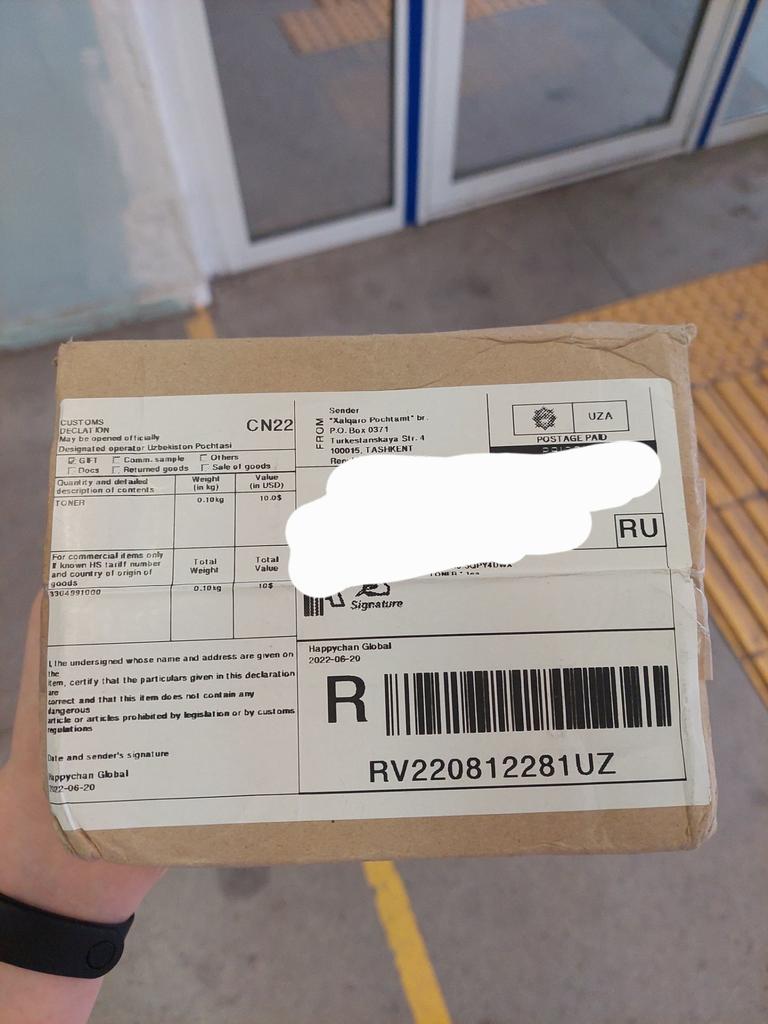 CUSTOMS
DECLATION
CN22
May be opened officially
Designated operator Uzbekiston Pochtasi
GIFT Comm. sample Others
Docs Returned goods Sale of goods
Quantity and detailed
description of contents
Weight
(in kg)
Value
(in USD)
TONER 0.10kg 10.0$
For commercial items only
If known HS tariff number
and country of origin of
goods
Total
Weight
Total
Value
3304991000 0.10kg 10$
I, the undersigned whose name and address are given on
the
item, certify that the particulars given in this declaration
are
correct and that this item does not contain any
dangerous
article or articles prohibited by legislation or by customs
regulations
Date and sender's signature
Happychan Global
2022-06-20
FROM
Sender
"Xalqaro Pochtamt" br.
P.O. Box 0371
Turkestanskaya Str. 4
100015, TASHKENT
UZA
POSTAGE PAID
RU
Signature
Happychan Global
2022-06-20
R
RV220812281UZ